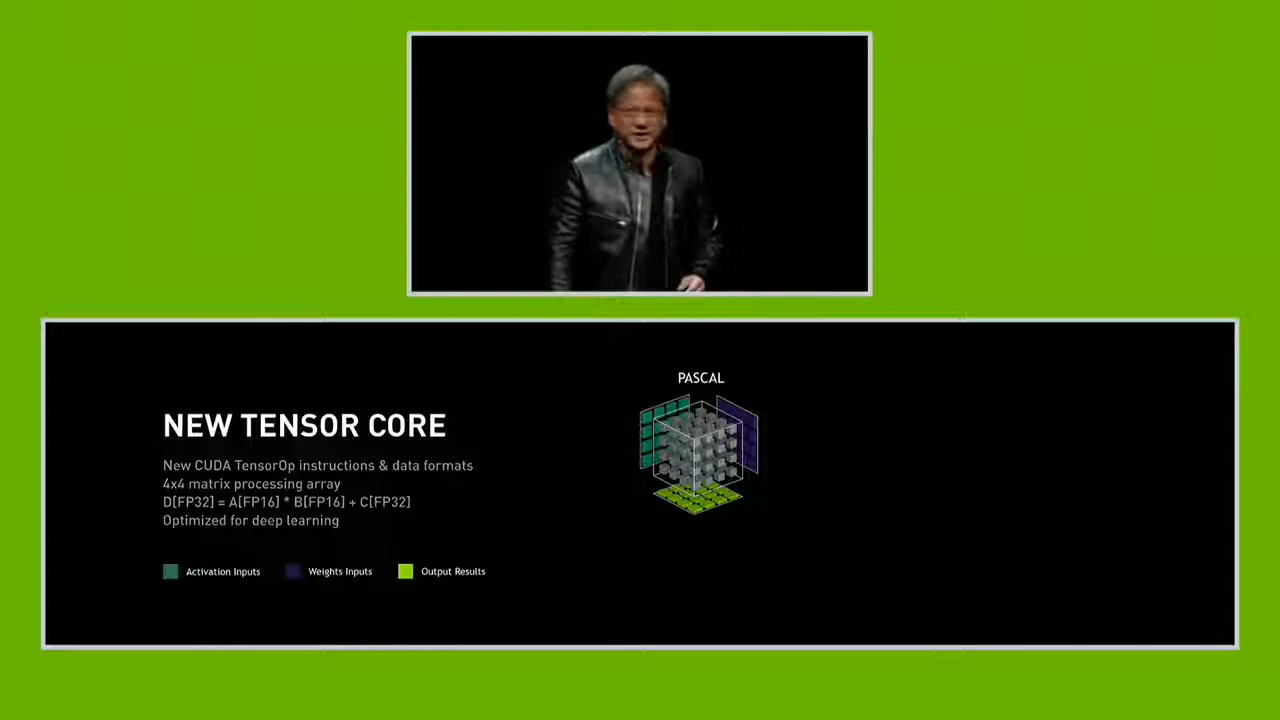 PASCAL
NEW TENSOR CORE
New CUDA TensorOp instructions & data formats
4x4 matrix processing array
D[FP32] = A[FP16] * B[FP16] + C[FP32]
Optimized for deep learning
Activation Inputs
Weights Inputs
Output Results